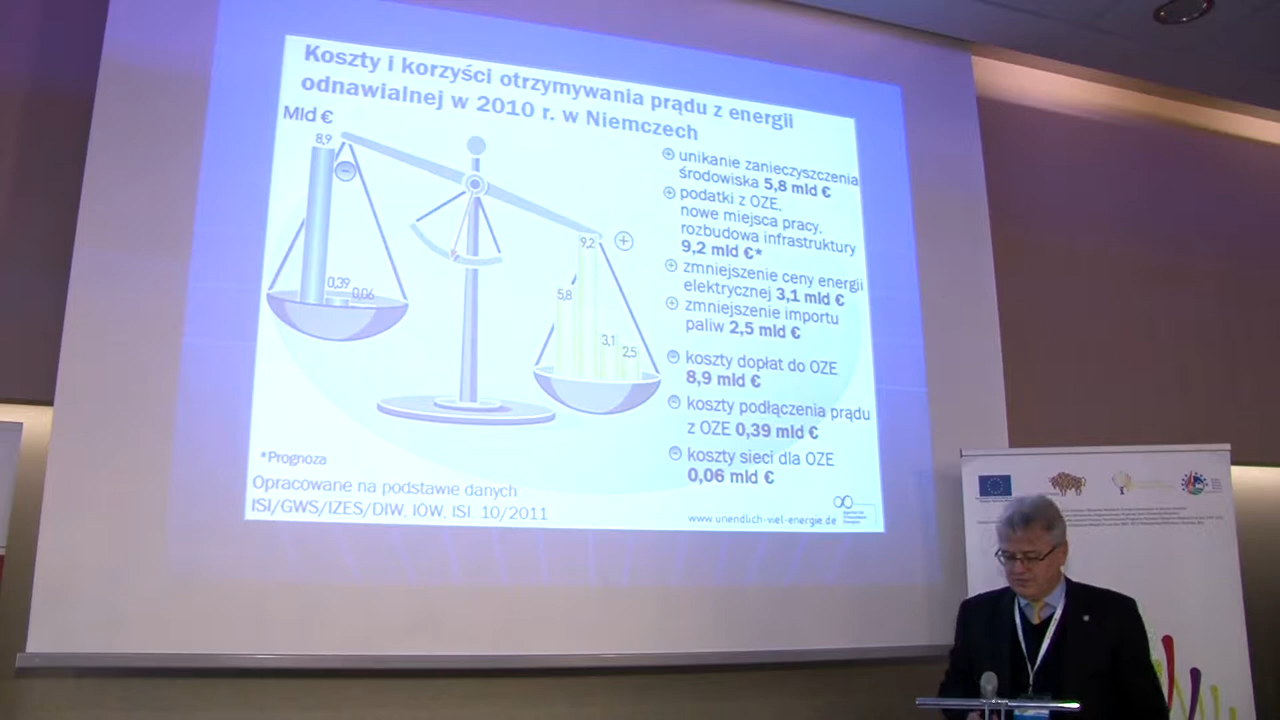 Koszty i korzyści otrzymywania prądu z energii
odnawialnej w 2010 r. w Niemczech
Mld €
8,9
0,39
0,06
9,2
5,8
3,1
2,5
unikanie zanieczyszczenia
środowiska 5,8 mld €
podatki z OZE,
nowe miejsca pracy,
rozbudowa infrastruktury
9,2 mld €*
zmniejszenie ceny energii
elektrycznej 3,1 mld €
zmniejszenie importu
paliw 2,5 mld €
koszty dopłat do OZE
8,9 mld €
koszty podłączenia prądu
z OZE 0,39 mld €
koszty sieci dla OZE
0,06 mld €
*Prognoza
Opracowane na podstawie danych
ISI/GWS/IZES/DIW, IÖW, ISI 10/2011
www.unendlich-viel-energie.de